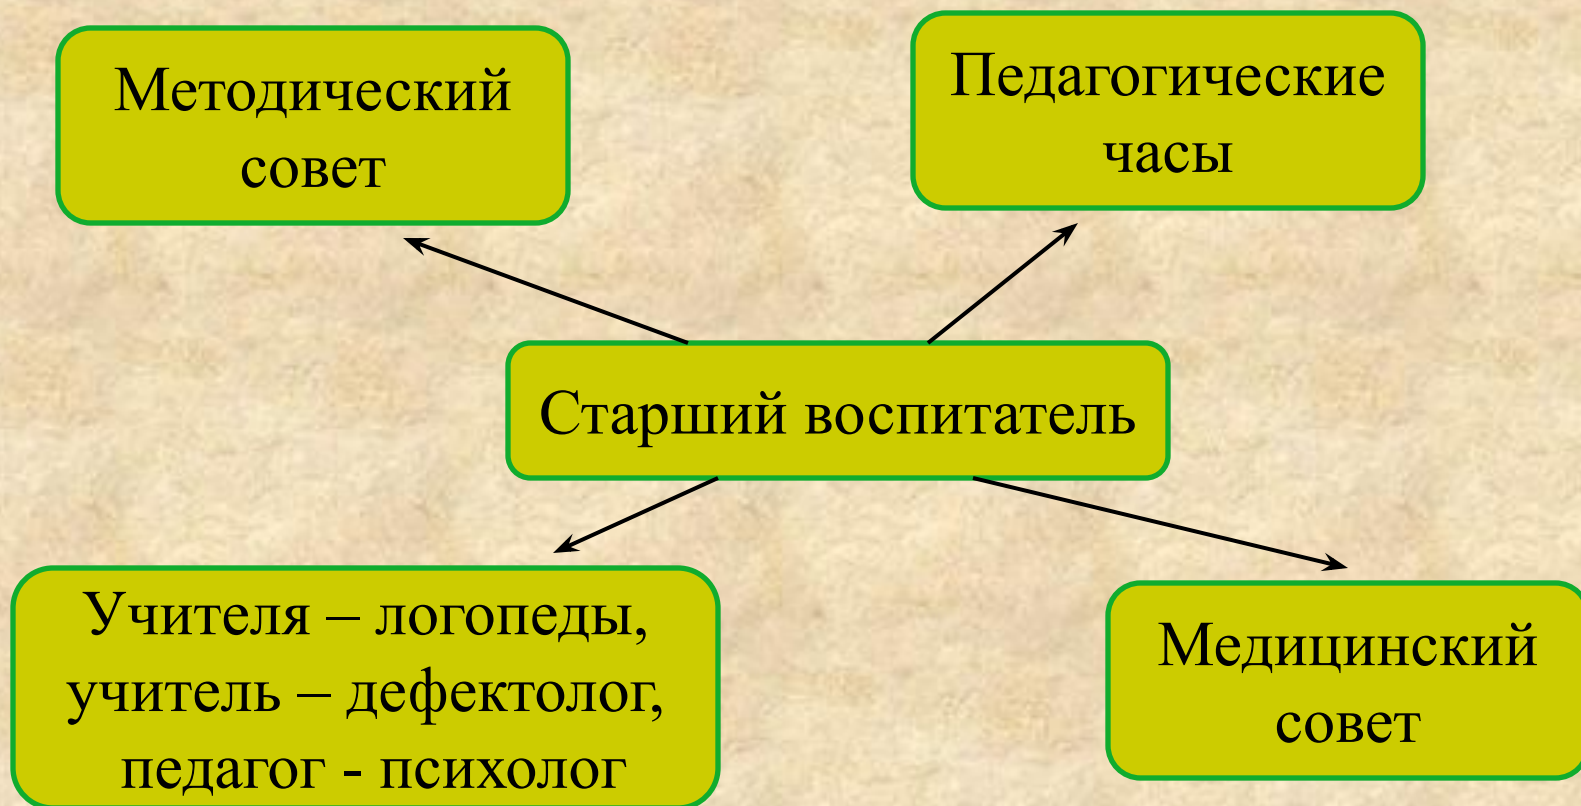 Методический
совет
Педагогические
часы
Старший воспитатель
Учителя – логопеды,
учитель – дефектолог,
педагог - психолог
Медицинский
совет